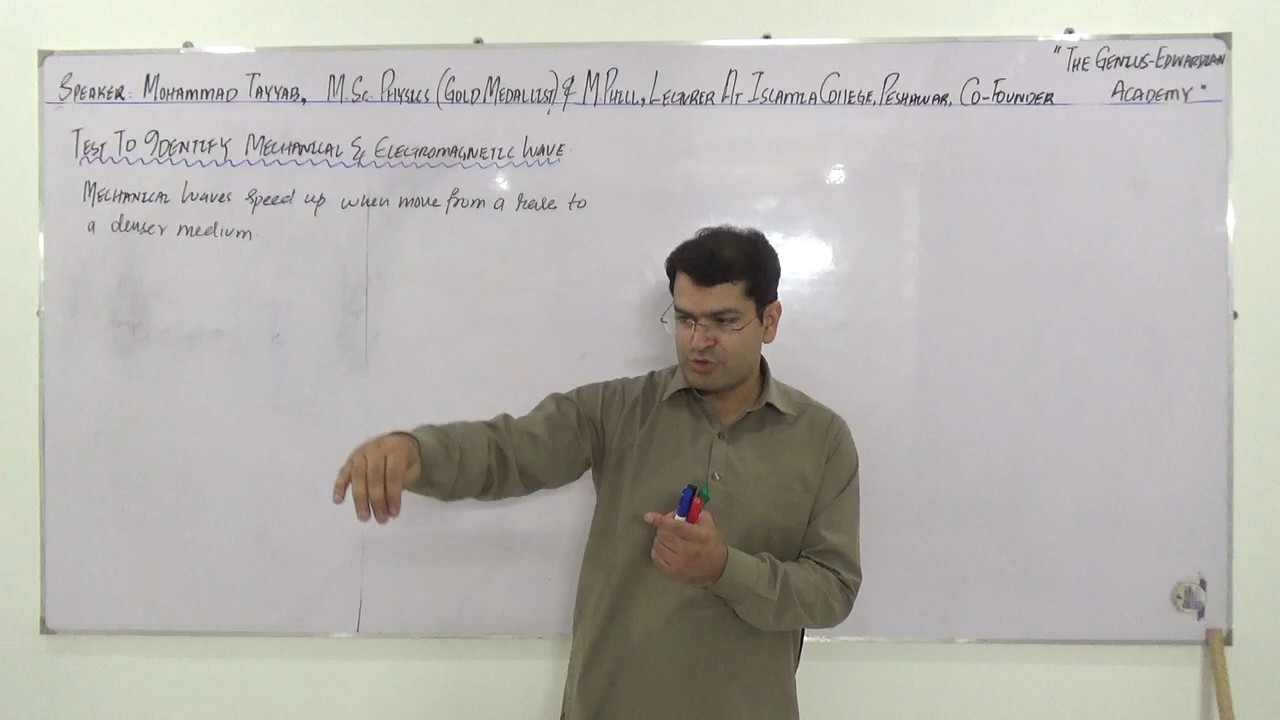 SPEAKER: MOHAMMAD TAYYAB, M.Sc. PHYSICS (GOLD MEDALLIST) & M PHILL, LECTURER AT ISLAMIA COLLEGE, PESHAWAR, CO-FOUNDER
"THE GENIUS-EDWARDIAN
ACADEMY"
TEST TO IDENTIFY MECHANICAL & ELECTROMAGNETIC WAVE
MECHANICAL Waves speed up when move from a rare to
a denser medium